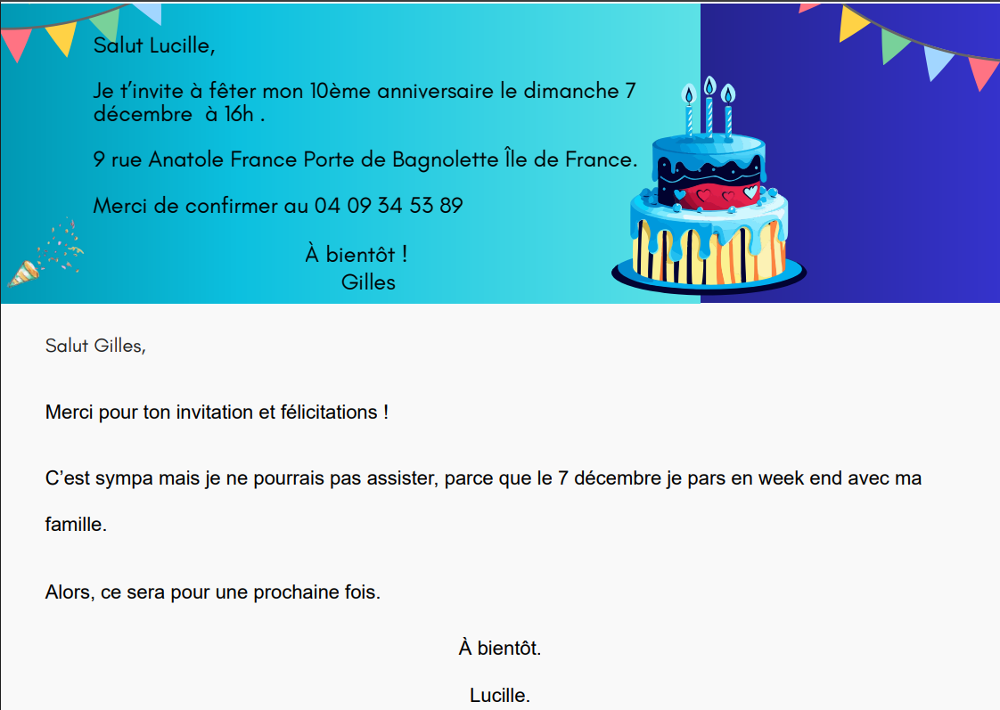 Salut Lucille,
Je t’invite à fêter mon 10ème anniversaire le dimanche 7
décembre  à 16h .
9 rue Anatole France Porte de Bagnolette Île de France.
Merci de confirmer au 04 09 34 53 89
À bientôt !
Gilles
Salut Gilles,
Merci pour ton invitation et félicitations !
C’est sympa mais je ne pourrais pas assister, parce que le 7 décembre je pars en week end avec ma
famille.
Alors, ce sera pour une prochaine fois.
À bientôt.
Lucille.